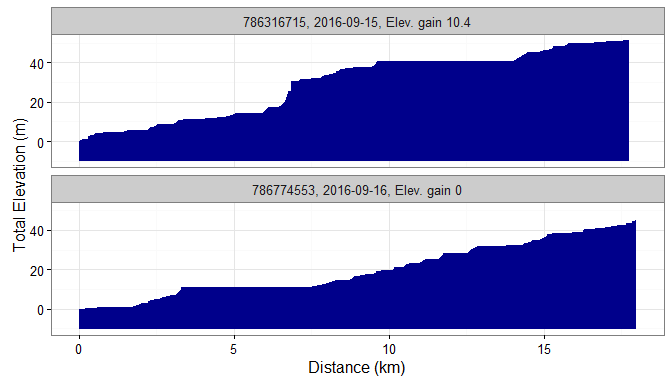 786316715, 2016-09-15, Elev. gain 10.4
40
20
0
786774553, 2016-09-16, Elev. gain 0
40
20
0
0 5 10 15
Distance (km)
Total Elevation (m)